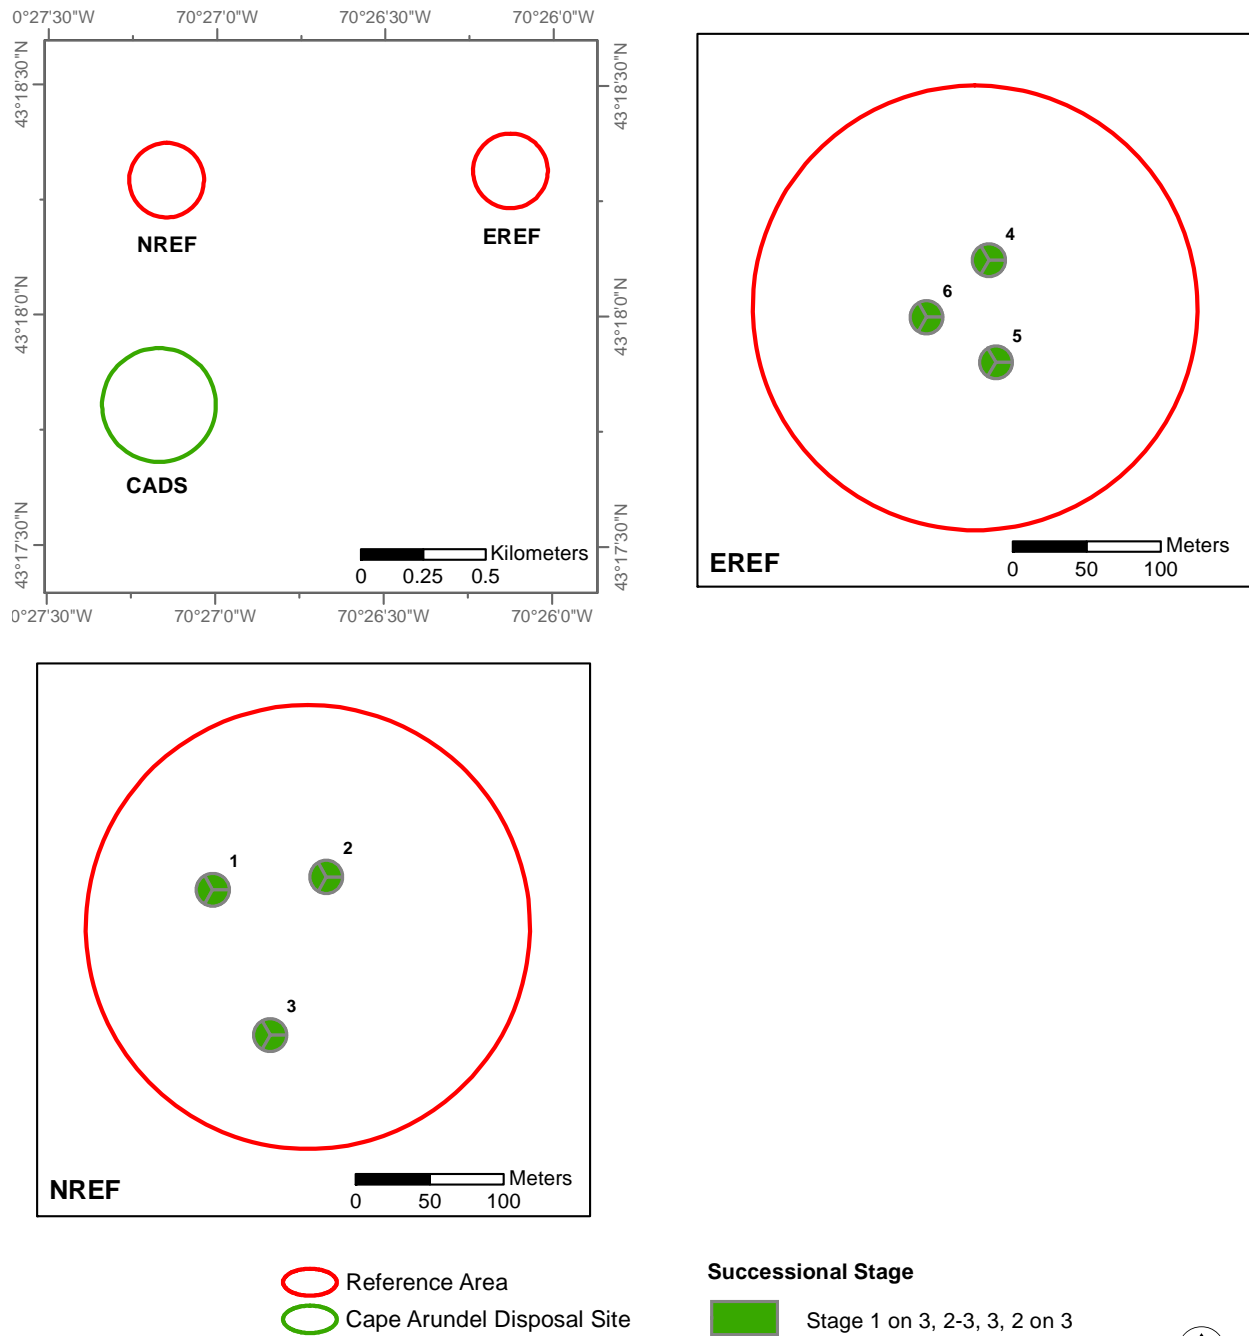 0°27'30"W 70°27'0"W 70°26'30"W 70°26'0"W
43°18'30"N 43°18'30"N
43°18'0"N 43°18'0"N
43°17'30"N 43°17'30"N
NREF
EREF
CADS
Kilometers
0 0.25 0.5
0°27'30"W 70°27'0"W 70°26'30"W 70°26'0"W
4
6
5
EREF
Meters
0 50 100
1
2
3
NREF
Meters
0 50 100
Reference Area
Cape Arundel Disposal Site
Successional Stage
Stage 1 on 3, 2-3, 3, 2 on 3